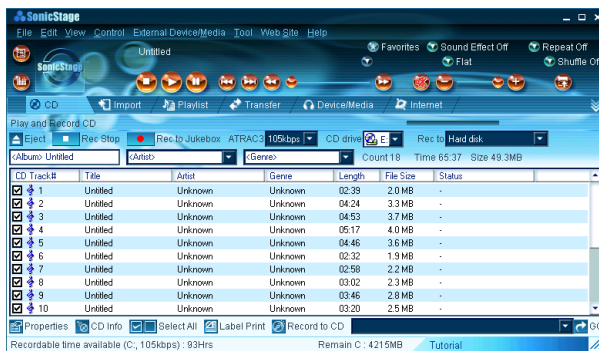 SonicStage
File Edit View Control External Device/Media Tool Web Site Help
Untitled
Favorites Sound Effect Off Repeat Off
SonicStage
Flat Shuffle Of
CD Import Playlist Transfer Device/Media Internet
Play and Record CD
Eject Rec Stop Rec to Jukebox ATRAC3 105kbps CD drive E: Rec to Hard disk
<Album> Untitled <Artist> <Genre> Count 18 Time 65:37 Size 49.3MB
CD Track# Title Artist Genre Length File Size Status
1 Untitled Unknown Unknown 02:39 2.0 MB -
2 Untitled Unknown Unknown 04:24 3.3 MB -
3 Untitled Unknown Unknown 04:53 3.7 MB -
4 Untitled Unknown Unknown 05:17 4.0 MB -
5 Untitled Unknown Unknown 04:46 3.6 MB -
6 Untitled Unknown Unknown 02:32 1.9 MB -
7 Untitled Unknown Unknown 02:58 2.2 MB -
8 Untitled Unknown Unknown 03:02 2.3 MB -
9 Untitled Unknown Unknown 03:46 2.8 MB -
10 Untitled Unknown Unknown 03:20 2.5 MB -
Properties CD Info Select All Label Print Record to CD GO
Recordable time available (C:, 105kbps) : 93Hrs Remain C : 4215MB Tutorial